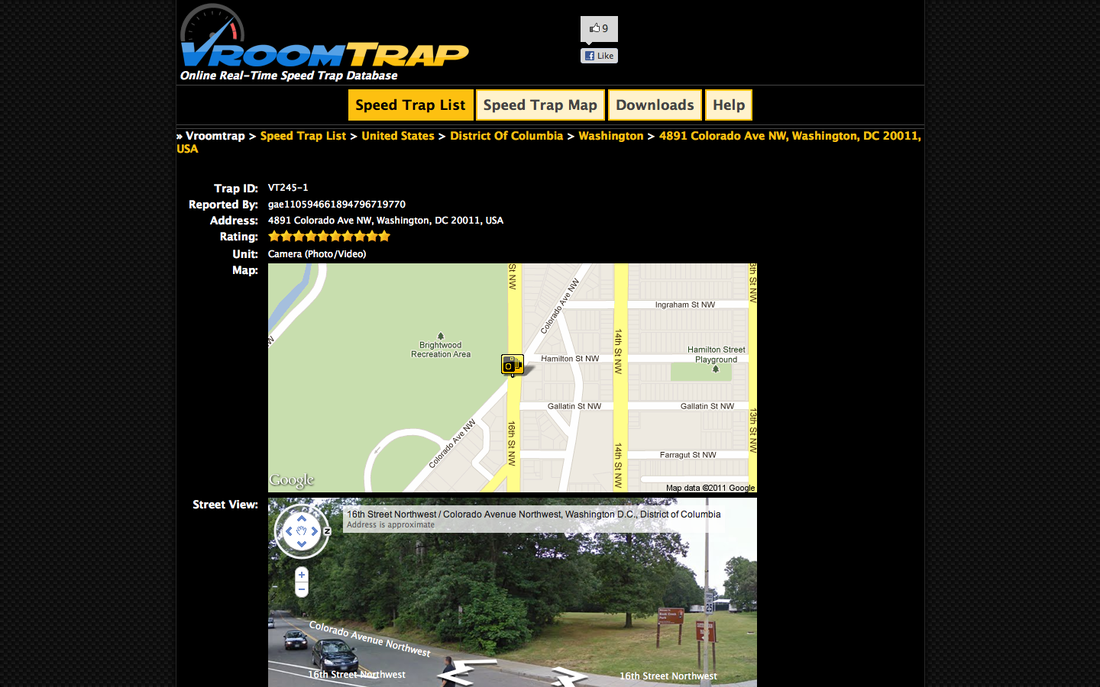 VROOMTRAP
Online Real-Time Speed Trap Database
9
Like
Speed Trap List
Speed Trap Map
Downloads
Help
» Vroomtrap > Speed Trap List > United States > District Of Columbia > Washington > 4891 Colorado Ave NW, Washington, DC 20011,
USA
Trap ID: VT245-1
Reported By: gae110594661894796719770
Address: 4891 Colorado Ave NW, Washington, DC 20011, USA
Rating:
Unit: Camera (Photo/Video)
Map:
St NW
Colorado Ave NW
Ingraham St NW
13th St NW
14th St NW
Brightwood
Recreation Area
Hamilton St NW
Hamilton Street
Playground
Gallatin St NW
Gallatin St NW
Colorado Ave NW
16th St NW
14th St NW
13th St NW
Farragut St NW
Google
Map data ©2011 Google
Street View:
16th Street Northwest / Colorado Avenue Northwest, Washington D.C., District of Columbia
Address is approximate
N
25
Colorado Avenue Northwest
16th Street Northwest
16th Street Northwest